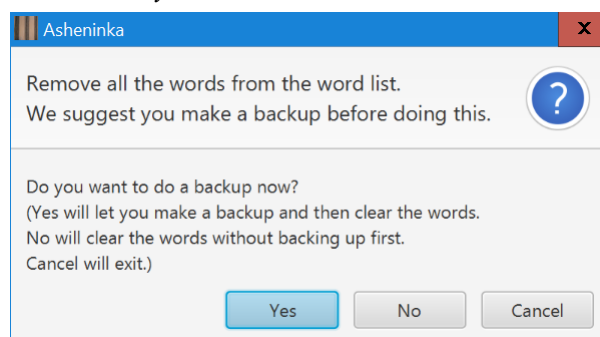 Asheninka
Remove all the words from the word list.
We suggest you make a backup before doing this.
?
Do you want to do a backup now?
(Yes will let you make a backup and then clear the words.
No will clear the words without backing up first.
Cancel will exit.)
Yes No Cancel